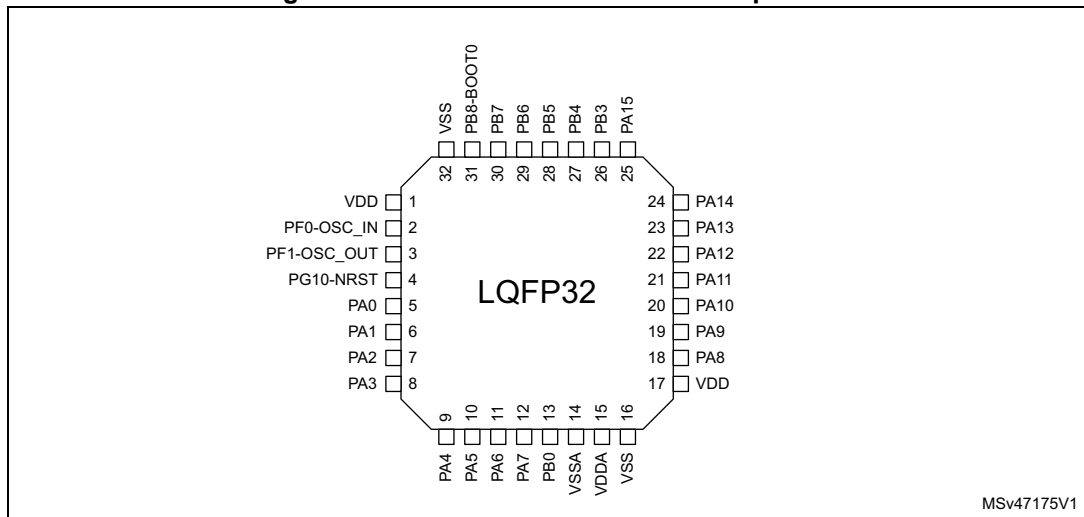 32 VSS
31 PB8-BOOT0
30 PB7
29 PB6
28 PB5
27 PB4
26 PB3
25 PA15
VDD 1
PF0-OSC_IN 2
PF1-OSC_OUT 3
PG10-NRST 4
PA0 5
PA1 6
PA2 7
PA3 8
LQFP32
24 PA14
23 PA13
22 PA12
21 PA11
20 PA10
19 PA9
18 PA8
17 VDD
PA4 9
PA5 10
PA6 11
PA7 12
PB0 13
VSSA 14
VDDA 15
VSS 16
MSv47175V1